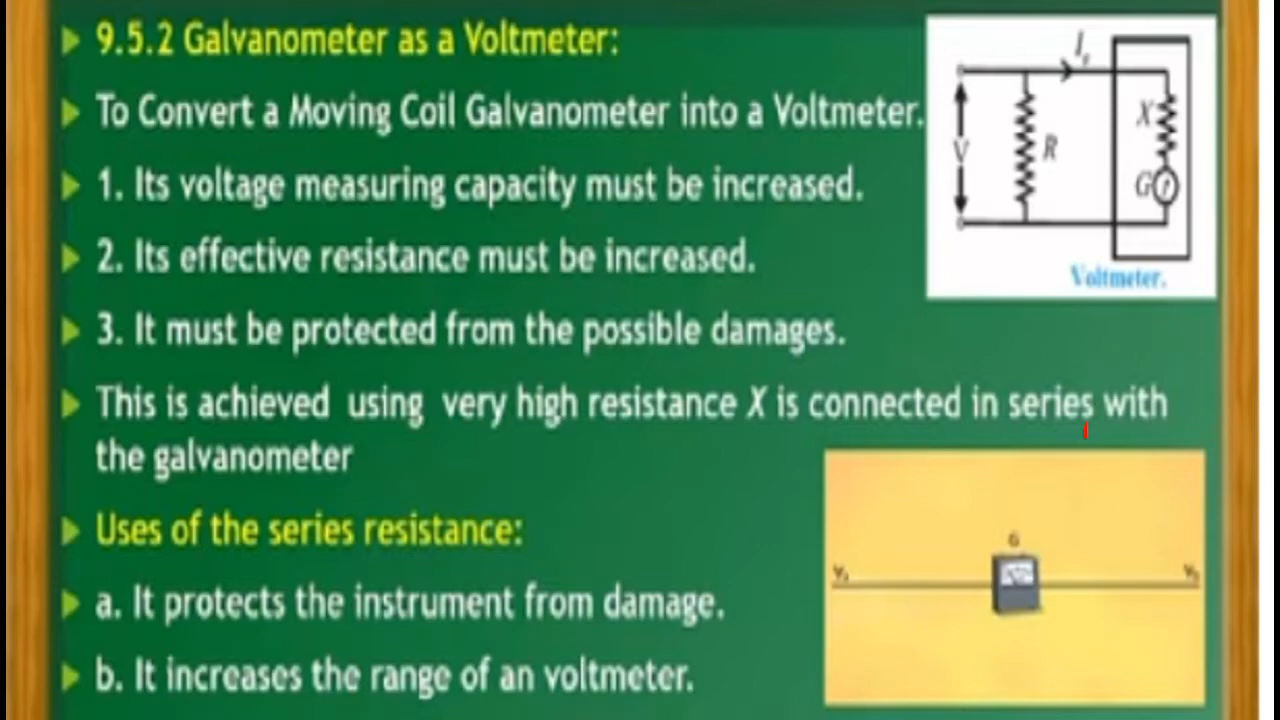 9.5.2 Galvanometer as a Voltmeter:
To Convert a Moving Coil Galvanometer into a Voltmeter.
1. Its voltage measuring capacity must be increased.
2. Its effective resistance must be increased.
3. It must be protected from the possible damages.
This is achieved using very high resistance X is connected in series with
the galvanometer
Uses of the series resistance:
a. It protects the instrument from damage.
b. It increases the range of an voltmeter.
V
R
X
G
Voltmeter.
G